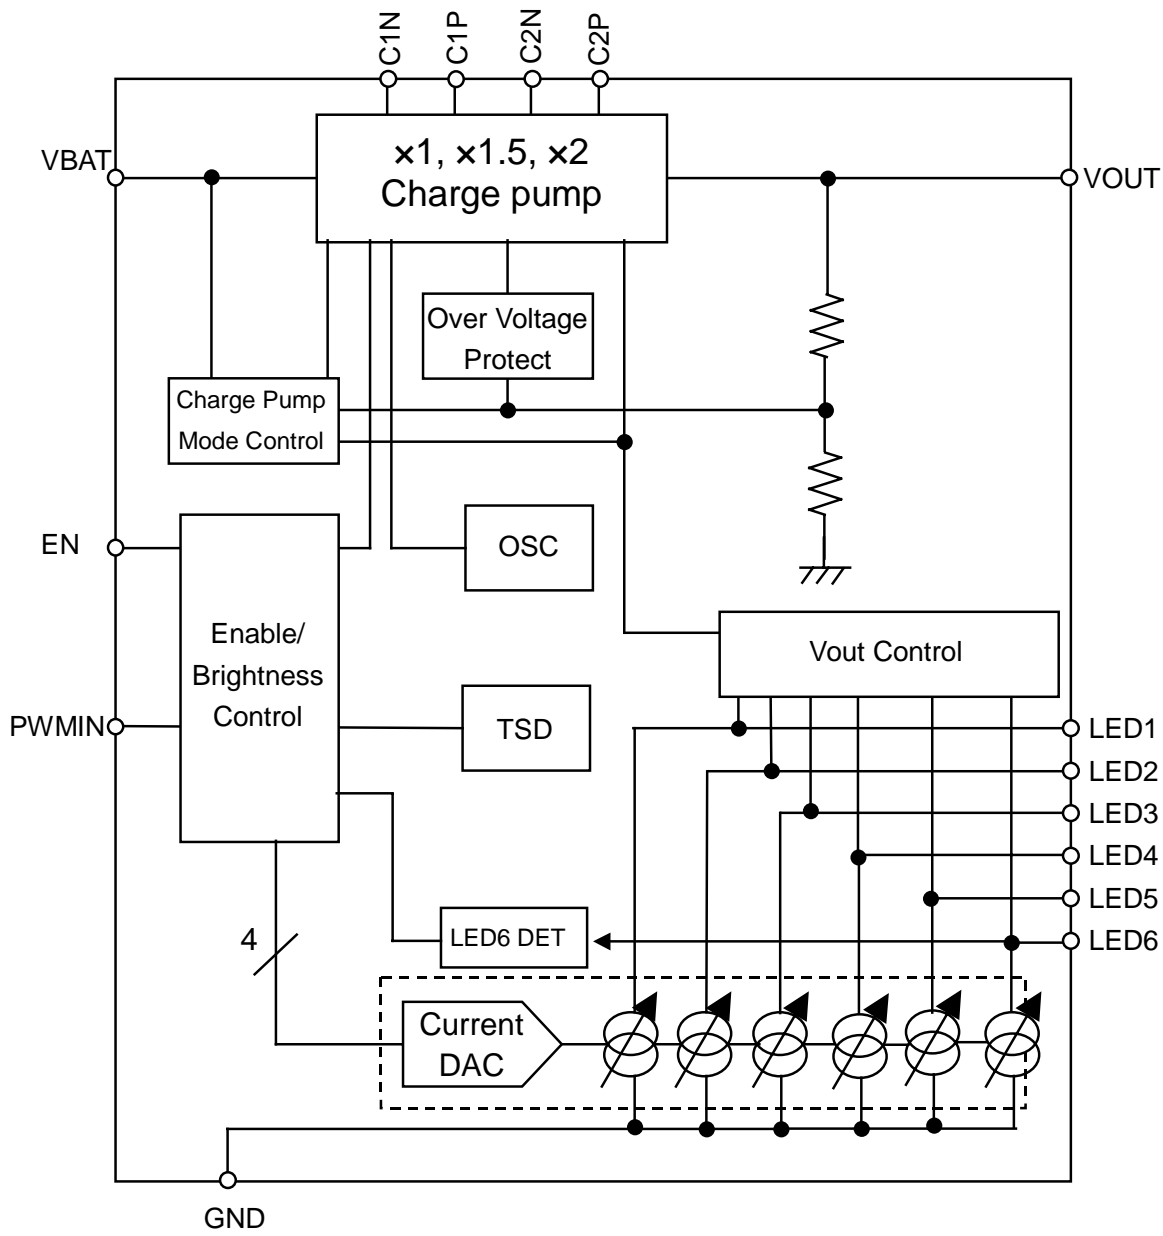 C1N
C1P
C2N
C2P
×1, ×1.5, ×2
Charge pump
VBAT
VOUT
Over Voltage
Protect
Charge Pump
Mode Control
EN
OSC
Enable/
Brightness
Control
Vout Control
PWMIN
TSD
LED1
LED2
LED3
LED4
LED5
LED6
4
LED6 DET
Current
DAC
GND